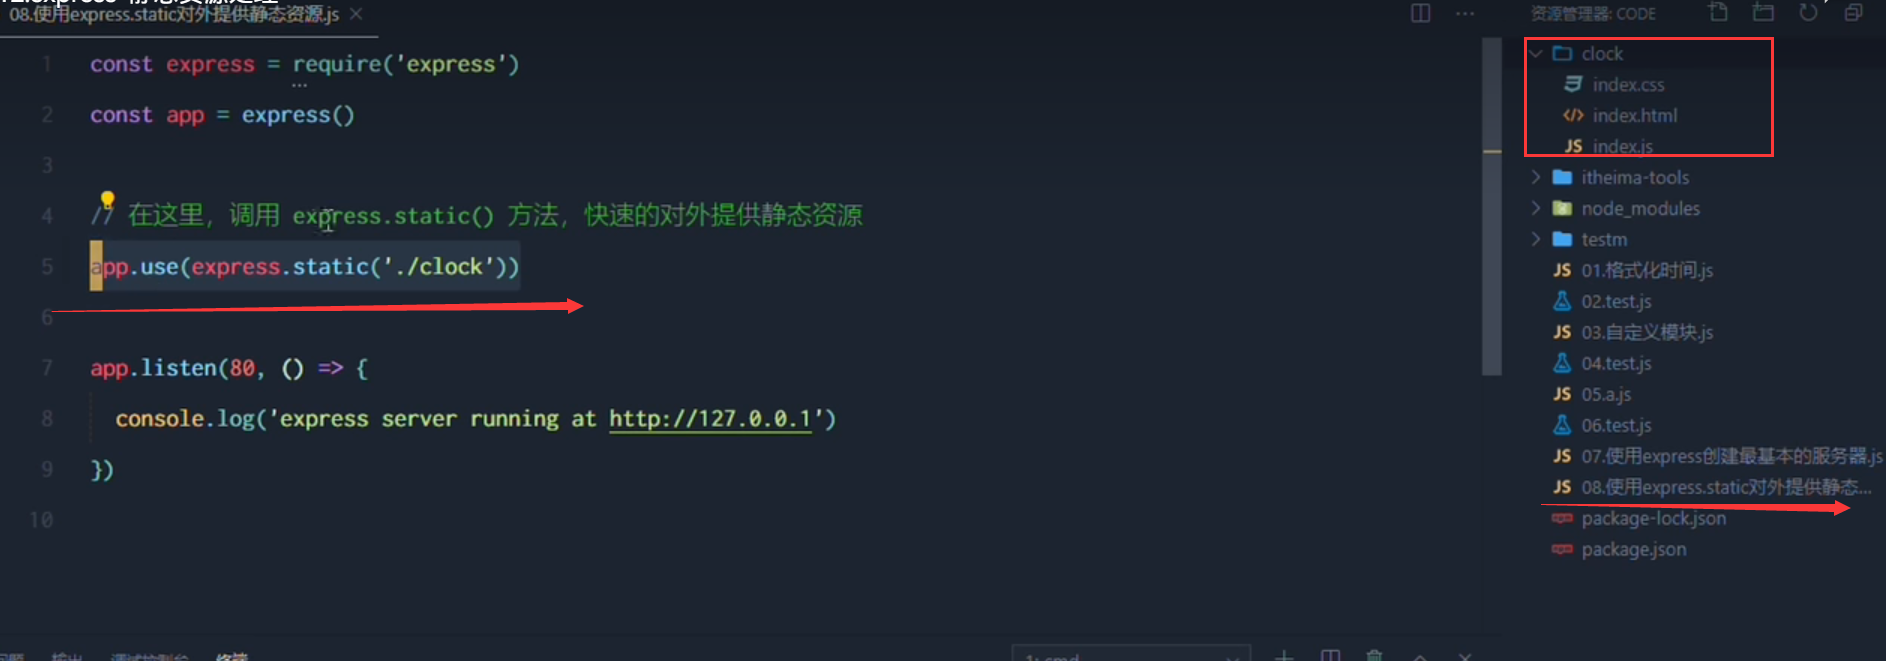 08.使用express.static对外提供静态资源.js
资源管理器: CODE
1 const express = require('express')
2 const app = express()
3
4 // 在这里，调用 express.static() 方法，快速的对外提供静态资源
5 app.use(express.static('./clock'))
6
7 app.listen(80, () => {
8 console.log('express server running at http://127.0.0.1')
9 })
10
clock
index.css
index.html
index.js
itheima-tools
node_modules
testm
JS 01.格式化时间.js
02.test.js
JS 03.自定义模块.js
04.test.js
JS 05.a.js
06.test.js
JS 07.使用express创建最基本的服务器.js
JS 08.使用express.static对外提供静态...
package-lock.json
package.json
输出
调试控制台
终端
1: cmd